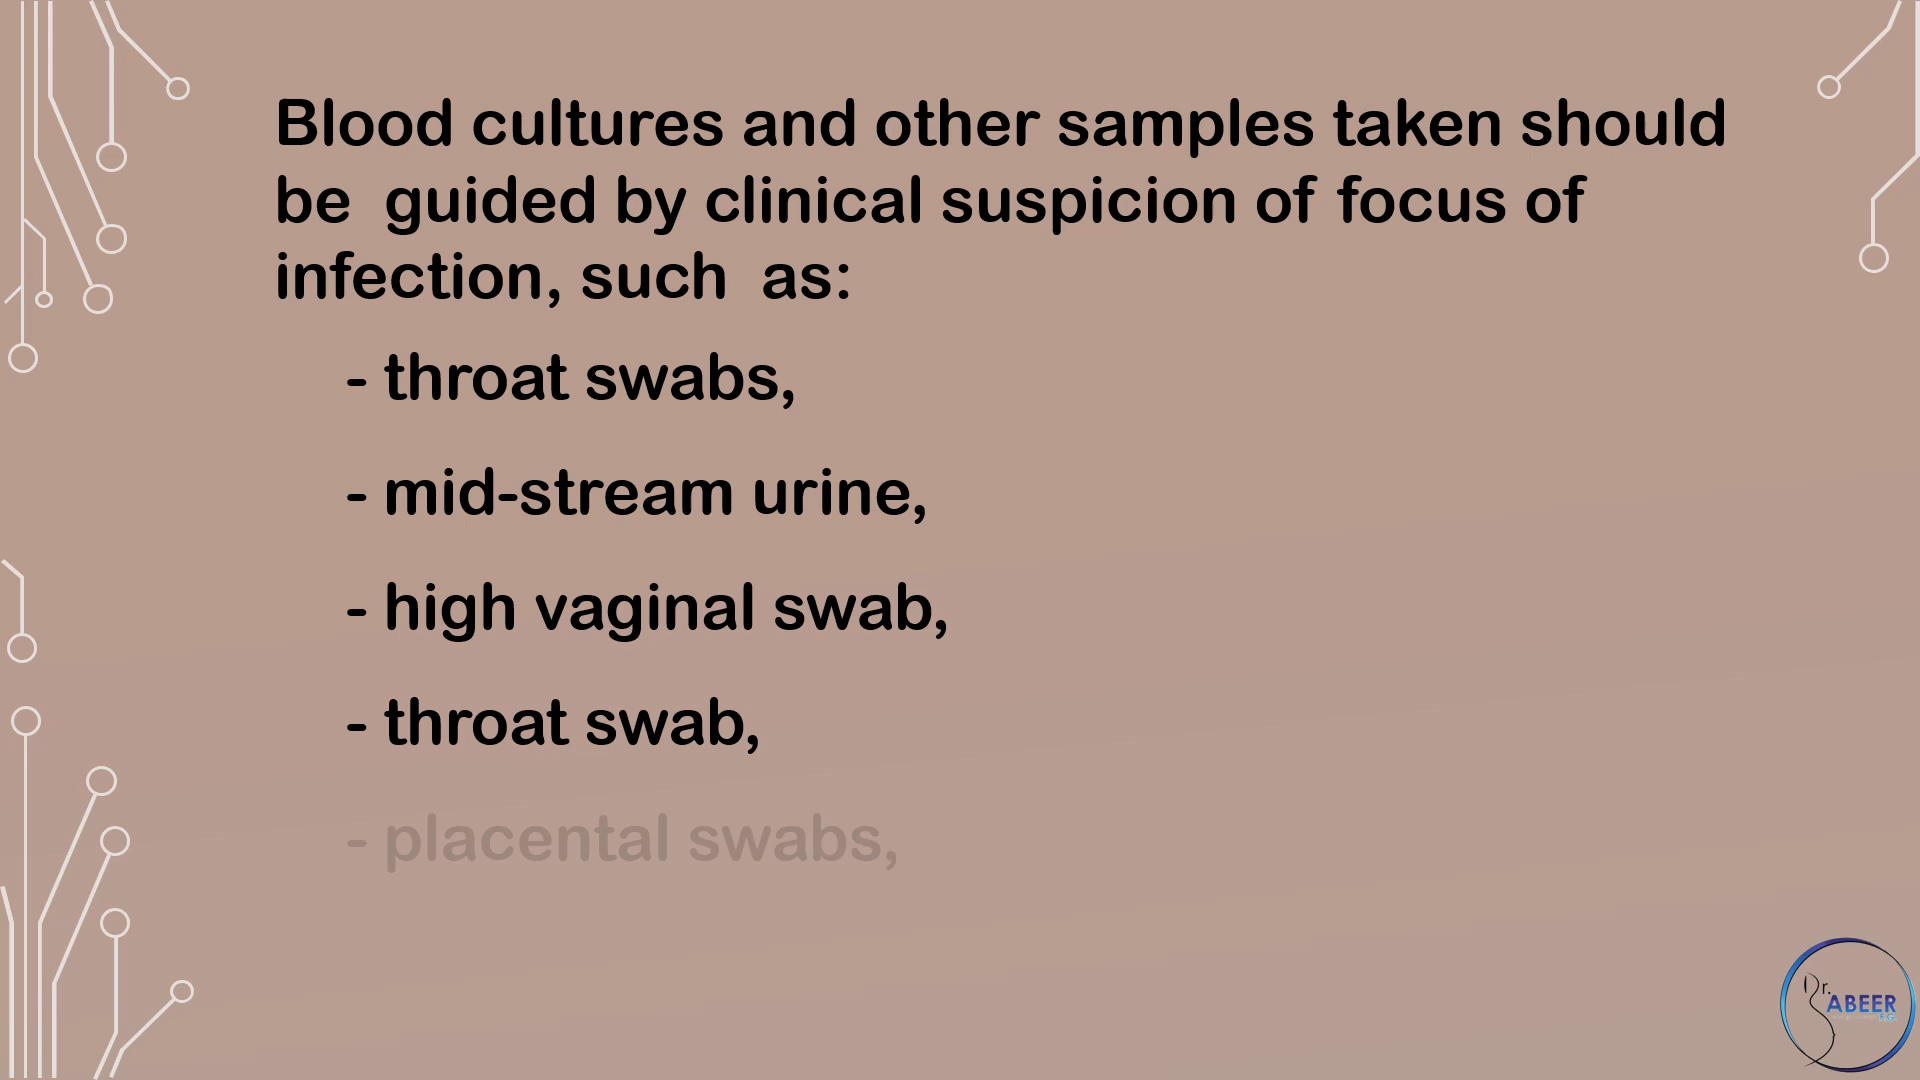 Blood cultures and other samples taken should
be guided by clinical suspicion of focus of
infection, such as:
- throat swabs,
- mid-stream urine,
- high vaginal swab,
- throat swab,
- placental swabs,
Dr.
ABEER
F.G.